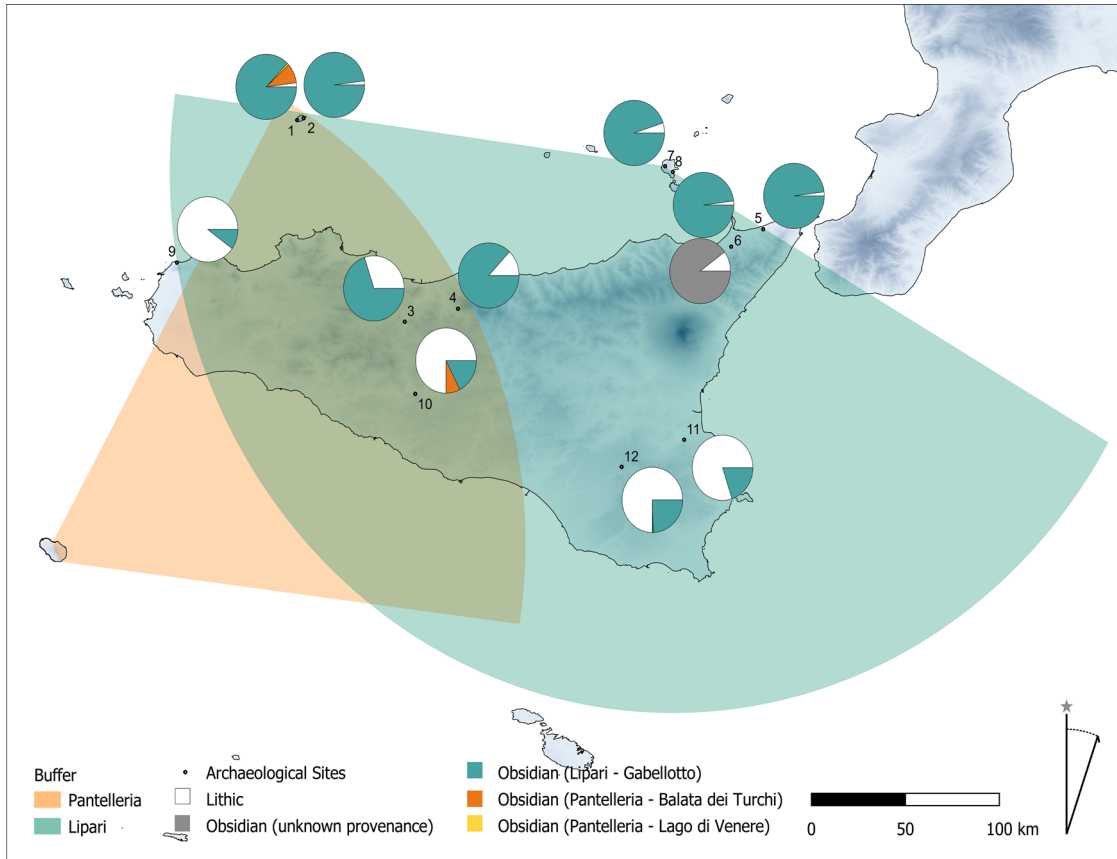 1
2
7
8
5
6
9
4
3
10
11
12
Buffer
Pantelleria
Lipari
Archaeological Sites
Lithic
Obsidian (unknown provenance)
Obsidian (Lipari - Gabellotto)
Obsidian (Pantelleria - Balata dei Turchi)
Obsidian (Pantelleria - Lago di Venere)
0 50 100 km